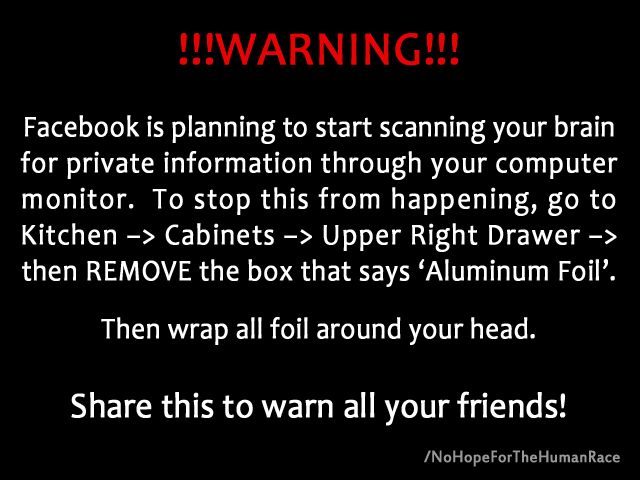 !!!WARNING!!!
Facebook is planning to start scanning your brain
for private information through your computer
monitor. To stop this from happening, go to
Kitchen –> Cabinets –> Upper Right Drawer –>
then REMOVE the box that says ‘Aluminum Foil’.
Then wrap all foil around your head.
Share this to warn all your friends!
/NoHopeForTheHumanRace